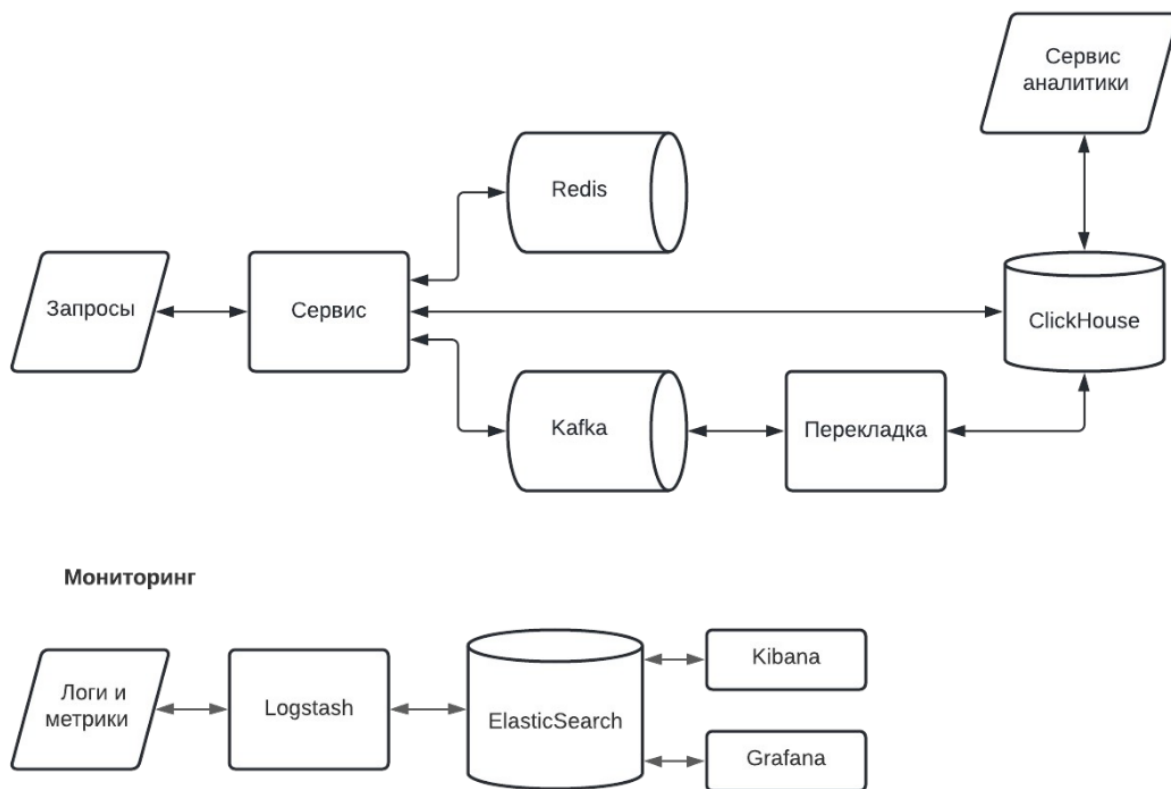 Сервис
аналитики
Redis
Запросы
Сервис
ClickHouse
Kafka
Перекладка
Мониторинг
Логи и
метрики
Logstash
ElasticSearch
Kibana
Grafana